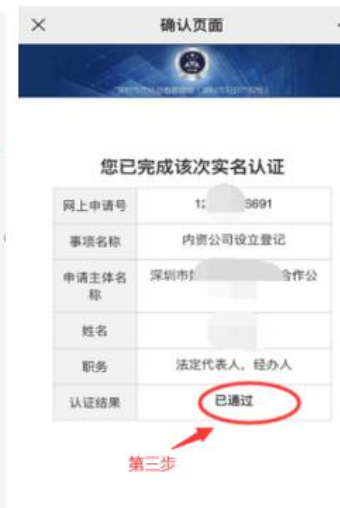 确认页面
您已完成该次实名认证
网上申请号 12 6691
事项名称 内资公司设立登记
申请主体名称 深圳市 合作公
姓名
职务 法定代表人，经办人
认证结果 已通过
第三步